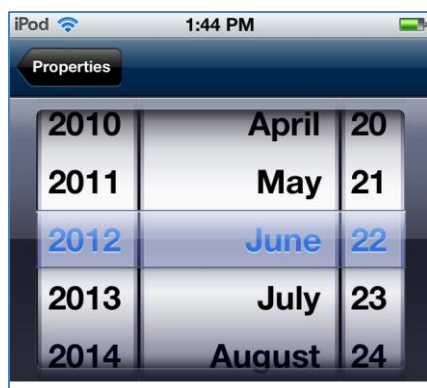 iPod 1:44 PM
Properties
2010 April 20
2011 May 21
2012 June 22
2013 July 23
2014 August 24